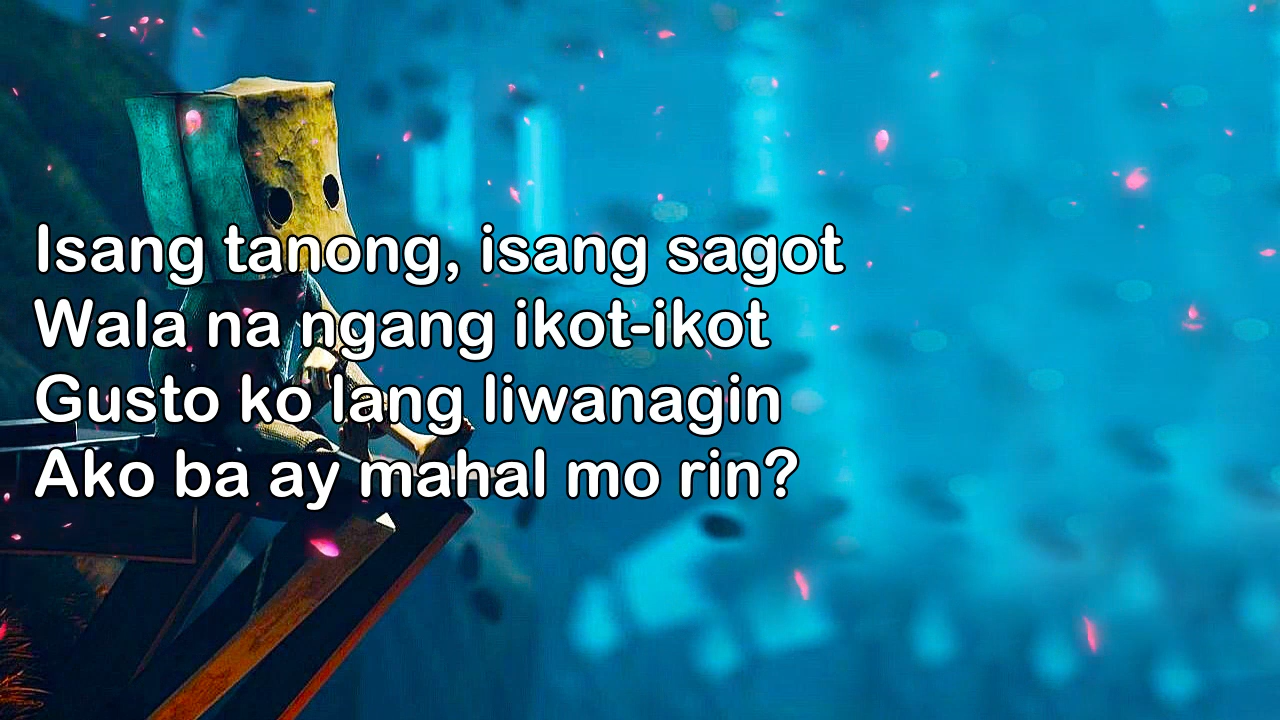 Isang tanong, isang sagot
Wala na ngang ikot-ikot
Gusto ko lang liwanagin
Ako ba ay mahal mo rin?